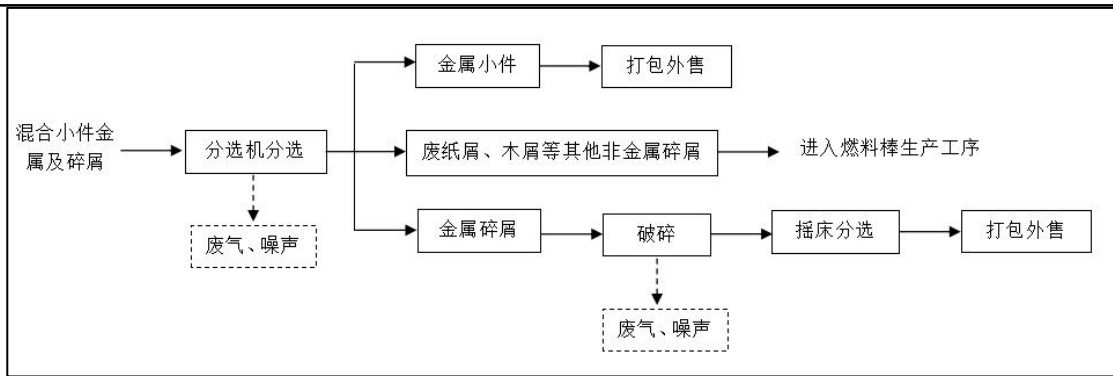 金属小件
打包外售
混合小件金
属及碎屑
分选机分选
废纸屑、木屑等其他非金属碎屑
进入燃料棒生产工序
废气、噪声
金属碎屑
破碎
摇床分选
打包外售
废气、噪声